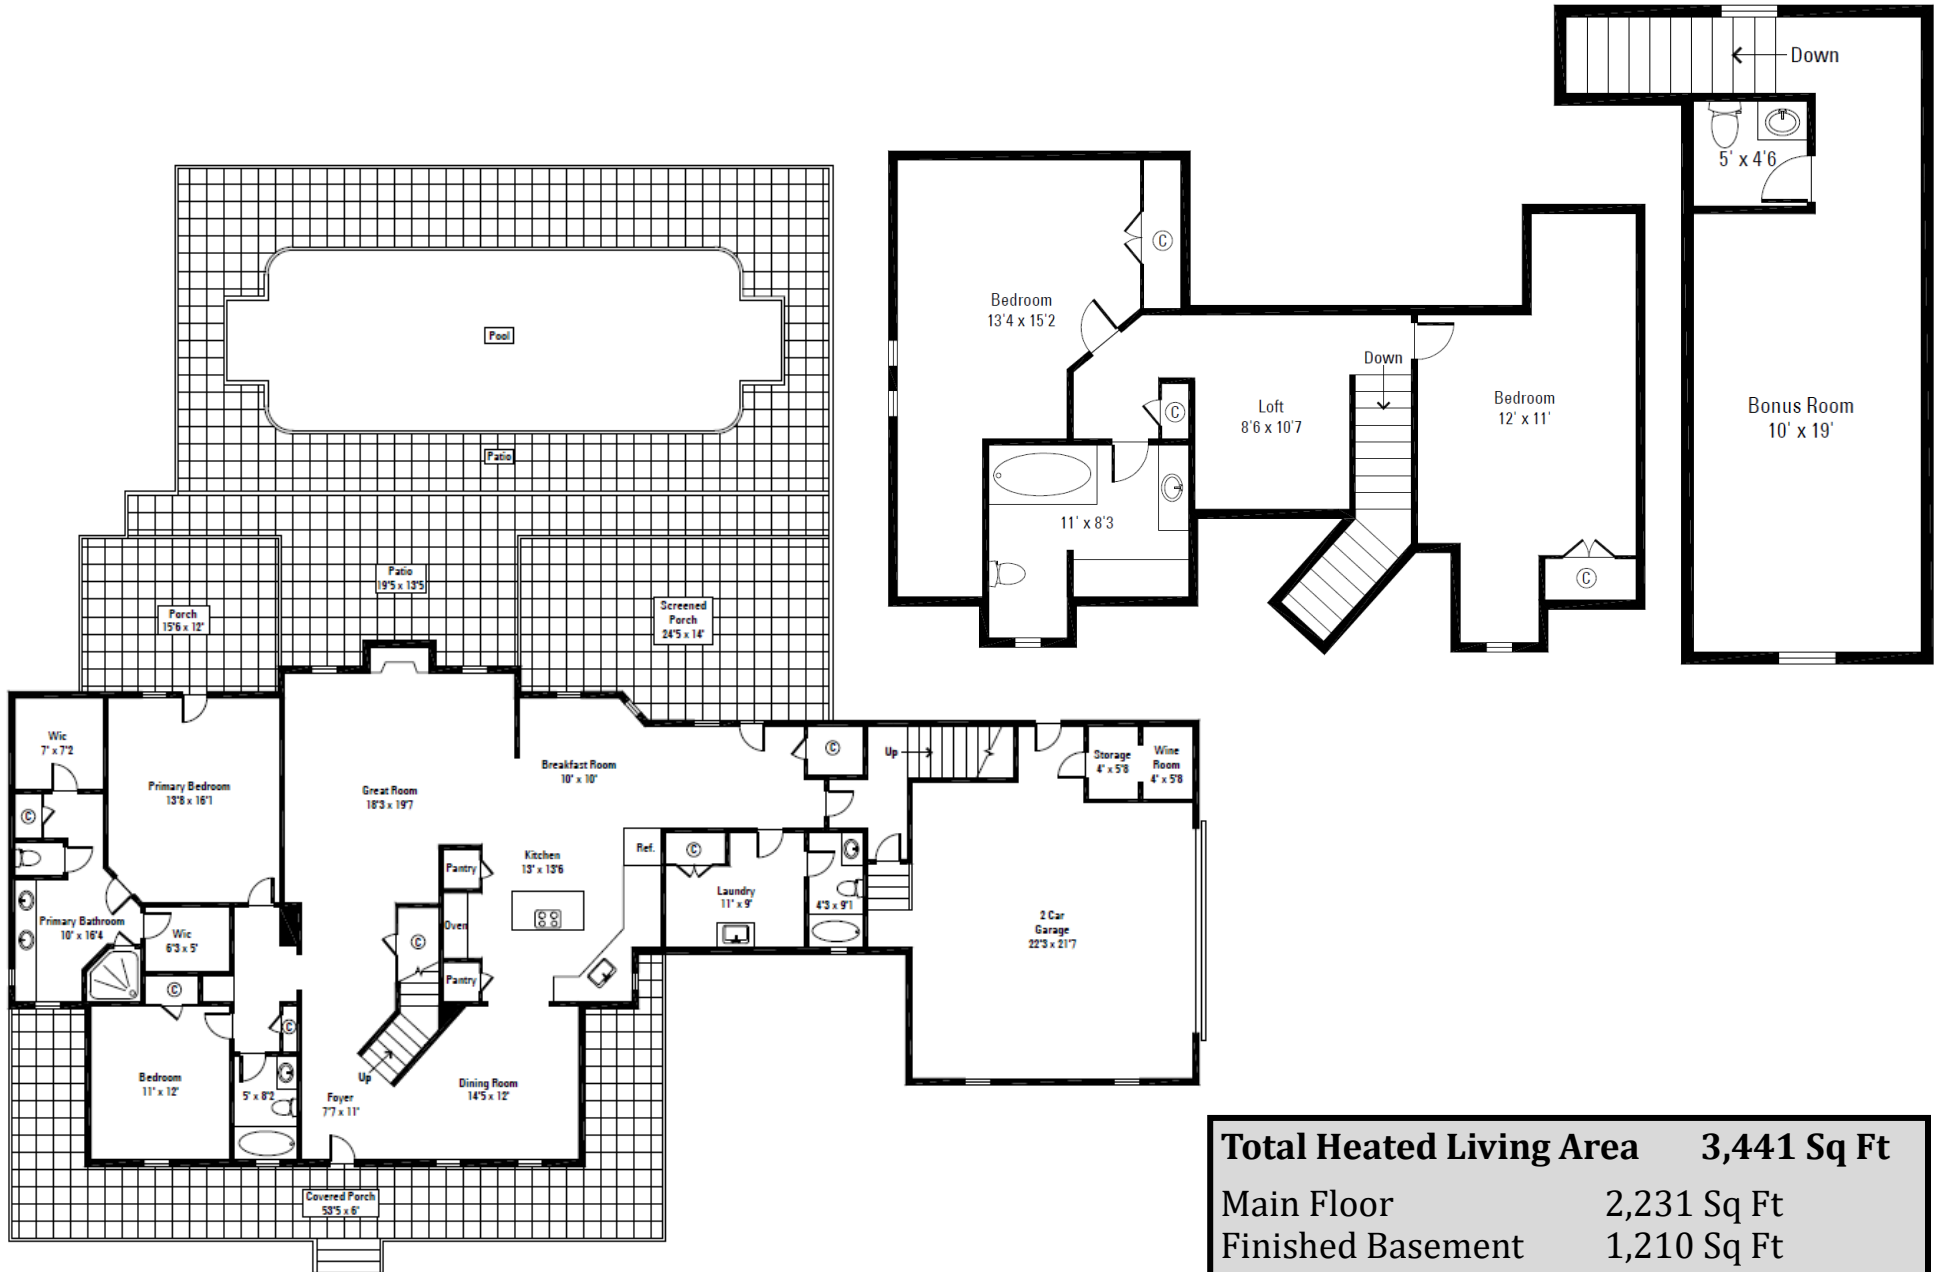 Down
5' x 4'6
Bonus Room
10' x 19'
C
Bedroom
13'4 x 15'2
Down
Loft
8'6 x 10'7
C
Bedroom
12' x 11'
11' x 8'3
C
Pool
Patio
Patio
19'5 x 13'5
Porch
15'6 x 12'
Screened
Porch
24'5 x 14'
Wic
7' x 7'2
Primary Bedroom
13'8 x 16'1
Great Room
18'3 x 19'7
Breakfast Room
10' x 10'
C
Up
Storage
4' x 5'8
Wine
Room
4' x 5'8
C
Pantry
Kitchen
13' x 13'6
Ref.
C
Laundry
11' x 9'
4'3 x 9'1
Primary Bathroom
10' x 16'4
Wic
6'3 x 5'
C
Oven
Pantry
2 Car
Garage
22'3 x 21'7
C
C
Bedroom
11' x 12'
5' x 8'2
Up
Foyer
7'7 x 11'
Dining Room
14'5 x 12'
Covered Porch
53'5 x 6'
Total Heated Living Area 3,441 Sq Ft
Main Floor 2,231 Sq Ft
Finished Basement 1,210 Sq Ft